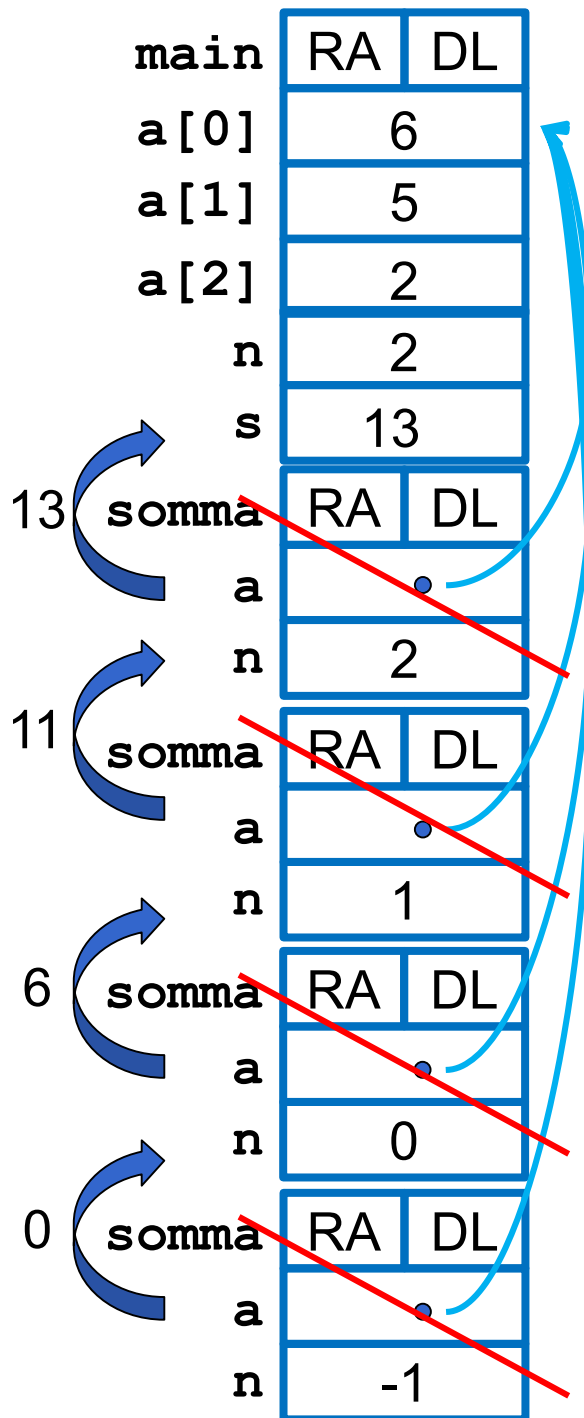 main RA DL
a[0] 6
a[1] 5
a[2] 2
n 2
s 13
13 somma RA DL
a
n 2
11 somma RA DL
a
n 1
6 somma RA DL
a
n 0
0 somma RA DL
a
n -1